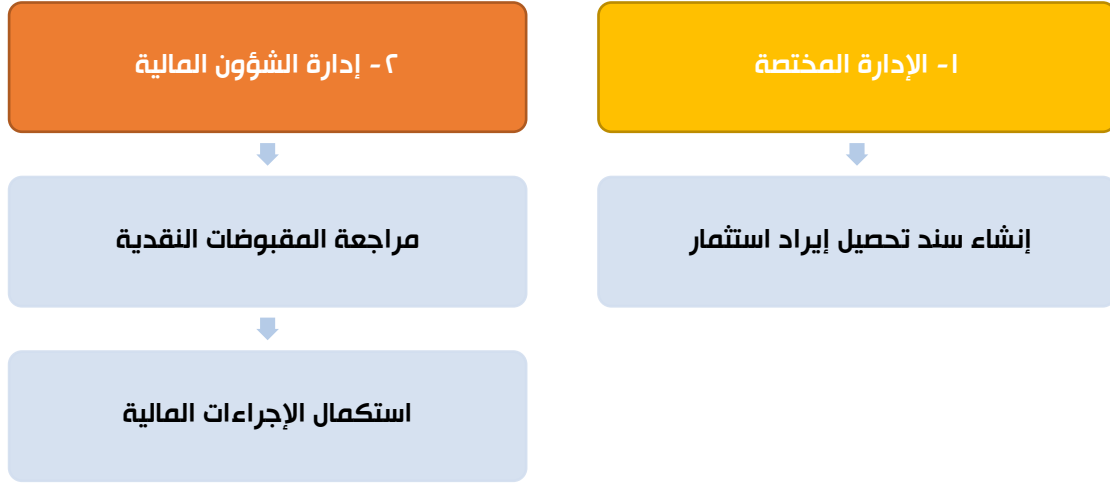 ١- الإدارة المختصة
إنشاء سند تحصيل إيراد استثمار
٢- إدارة الشؤون المالية
مراجعة المقبوضات النقدية
استكمال الإجراءات المالية